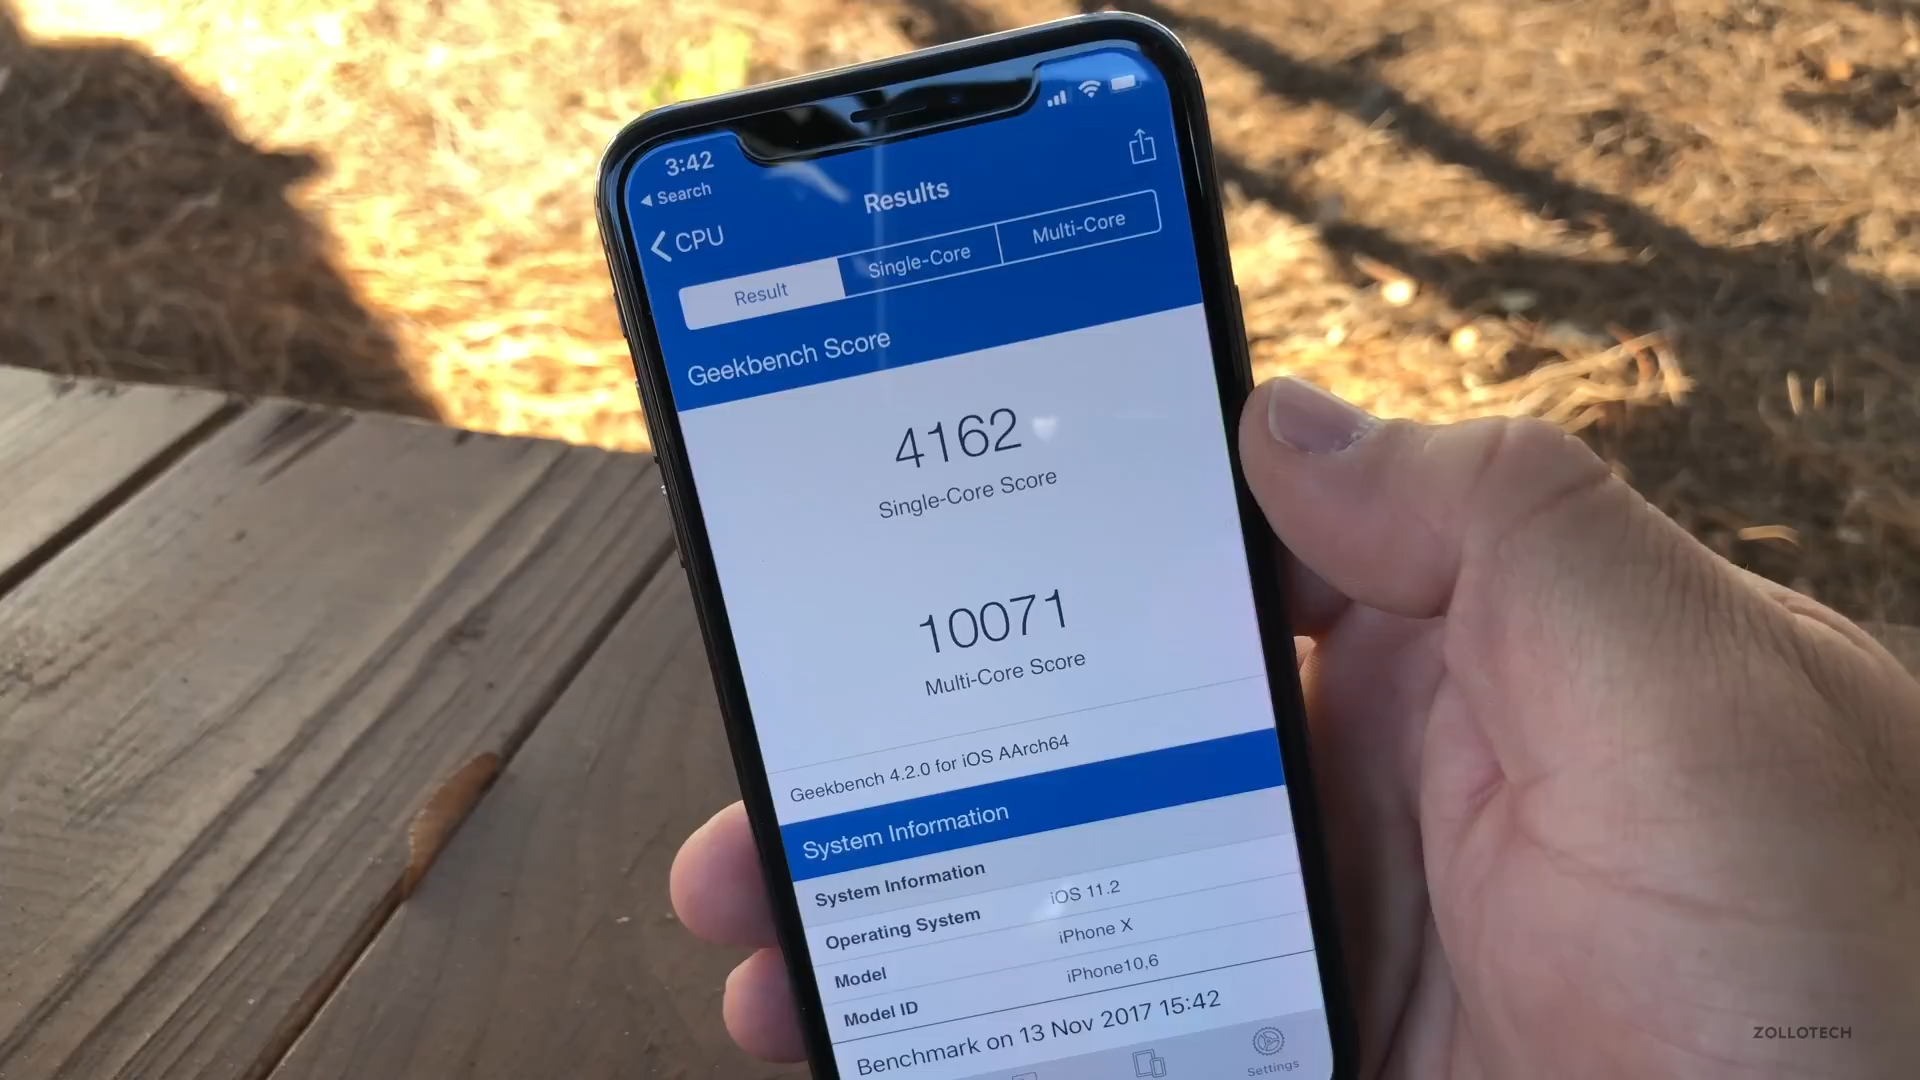 3:42
Search
CPU
Results
Result
Single-Core
Multi-Core
Geekbench Score
4162
Single-Core Score
10071
Multi-Core Score
Geekbench 4.2.0 for iOS AArch64
System Information
System Information
Operating System iOS 11.2
Model iPhone X
Model ID iPhone10,6
Benchmark on 13 Nov 2017 15:42
Settings
ZOLLOTECH